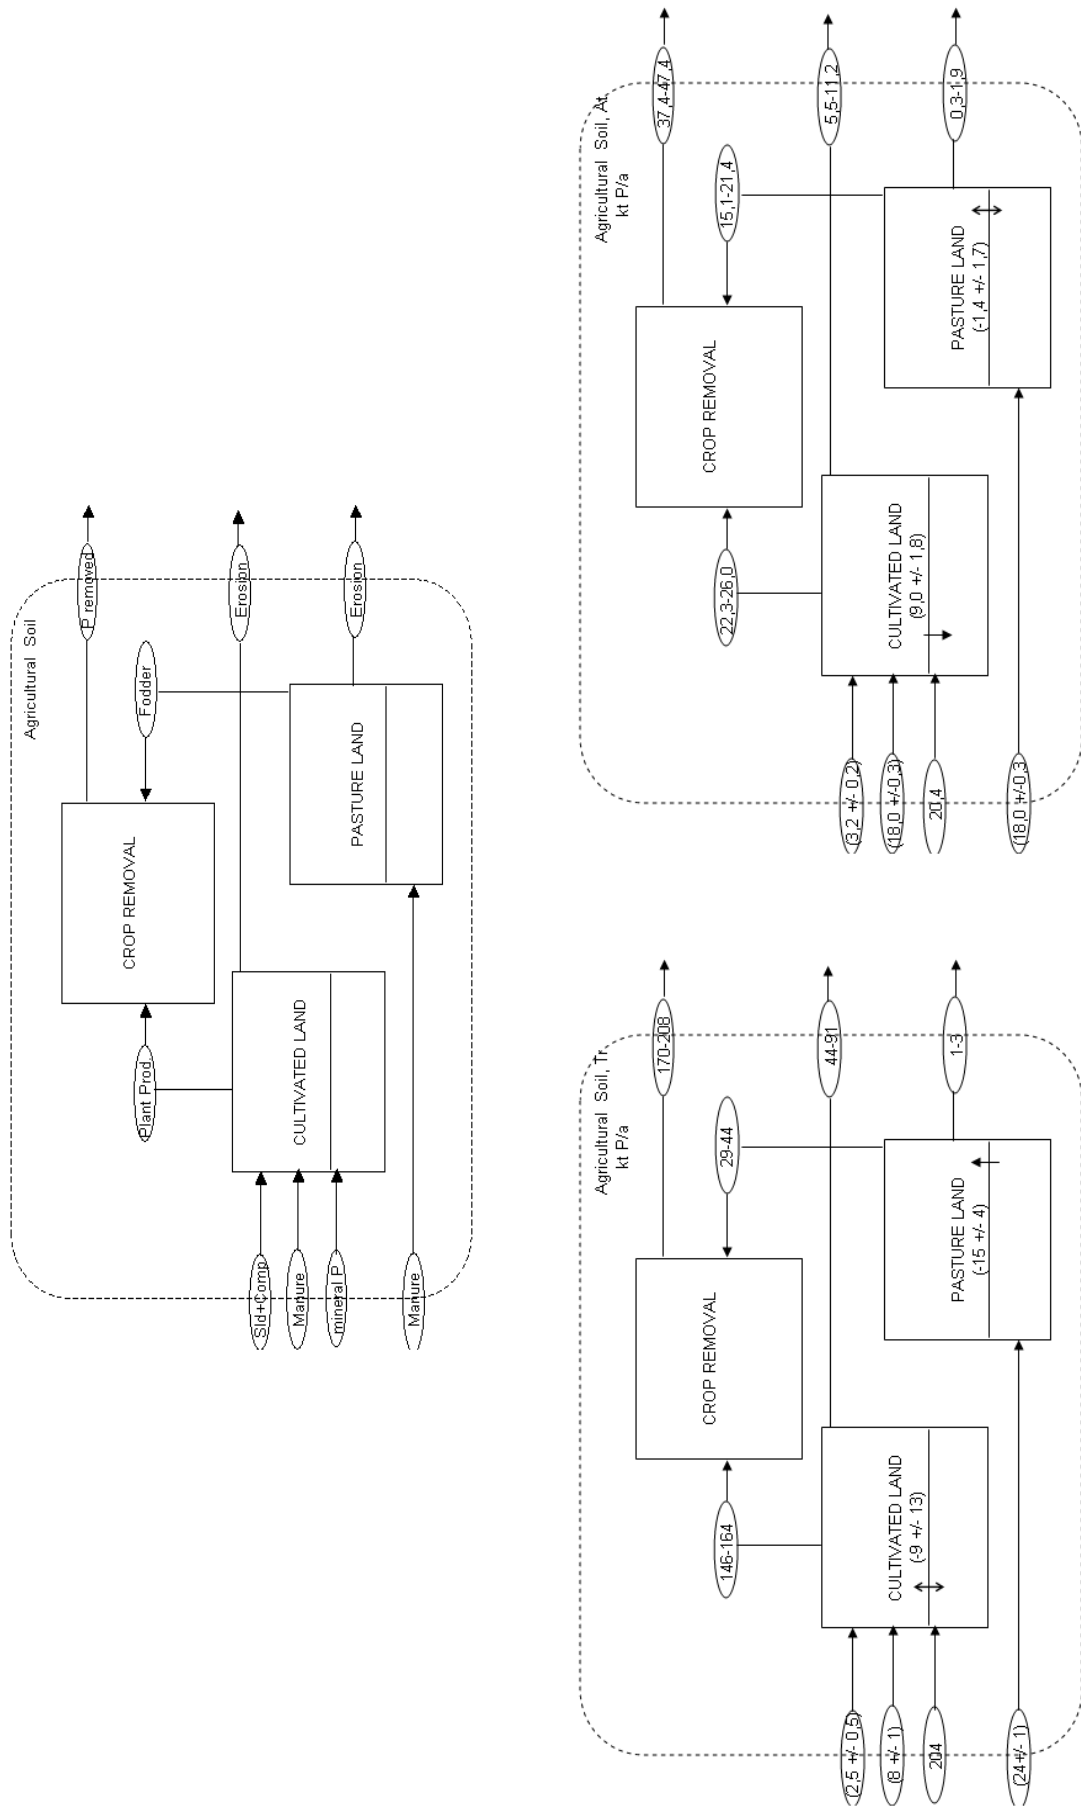 Agricultural Soil
P removed
Fodder
Erosion
Erosion
CROP REMOVAL
PASTURE LAND
Plant Prod.
CULTIVATED LAND
Sld+Comp
Manure
mineral P
Manure
Agricultural Soil, Tr
kt P/a
170-208
29-44
44-91
1-3
CROP REMOVAL
PASTURE LAND
(-15 +/- 4)
146-164
CULTIVATED LAND
(-9 +/- 13)
(2,5 +/- 0,5)
(8 +/- 1)
204
(24+/- 1)
Agricultural Soil, At
kt P/a
37,4-47,4
15,1-21,4
5,5-11,2
0,3-1,9
CROP REMOVAL
PASTURE LAND
(-1,4 +/- 1,7)
22,3-26,0
CULTIVATED LAND
(9,0 +/- 1,8)
(3,2 +/- 0,2)
(18,0 +/-0,3)
20,4
(18,0 +/-0,3